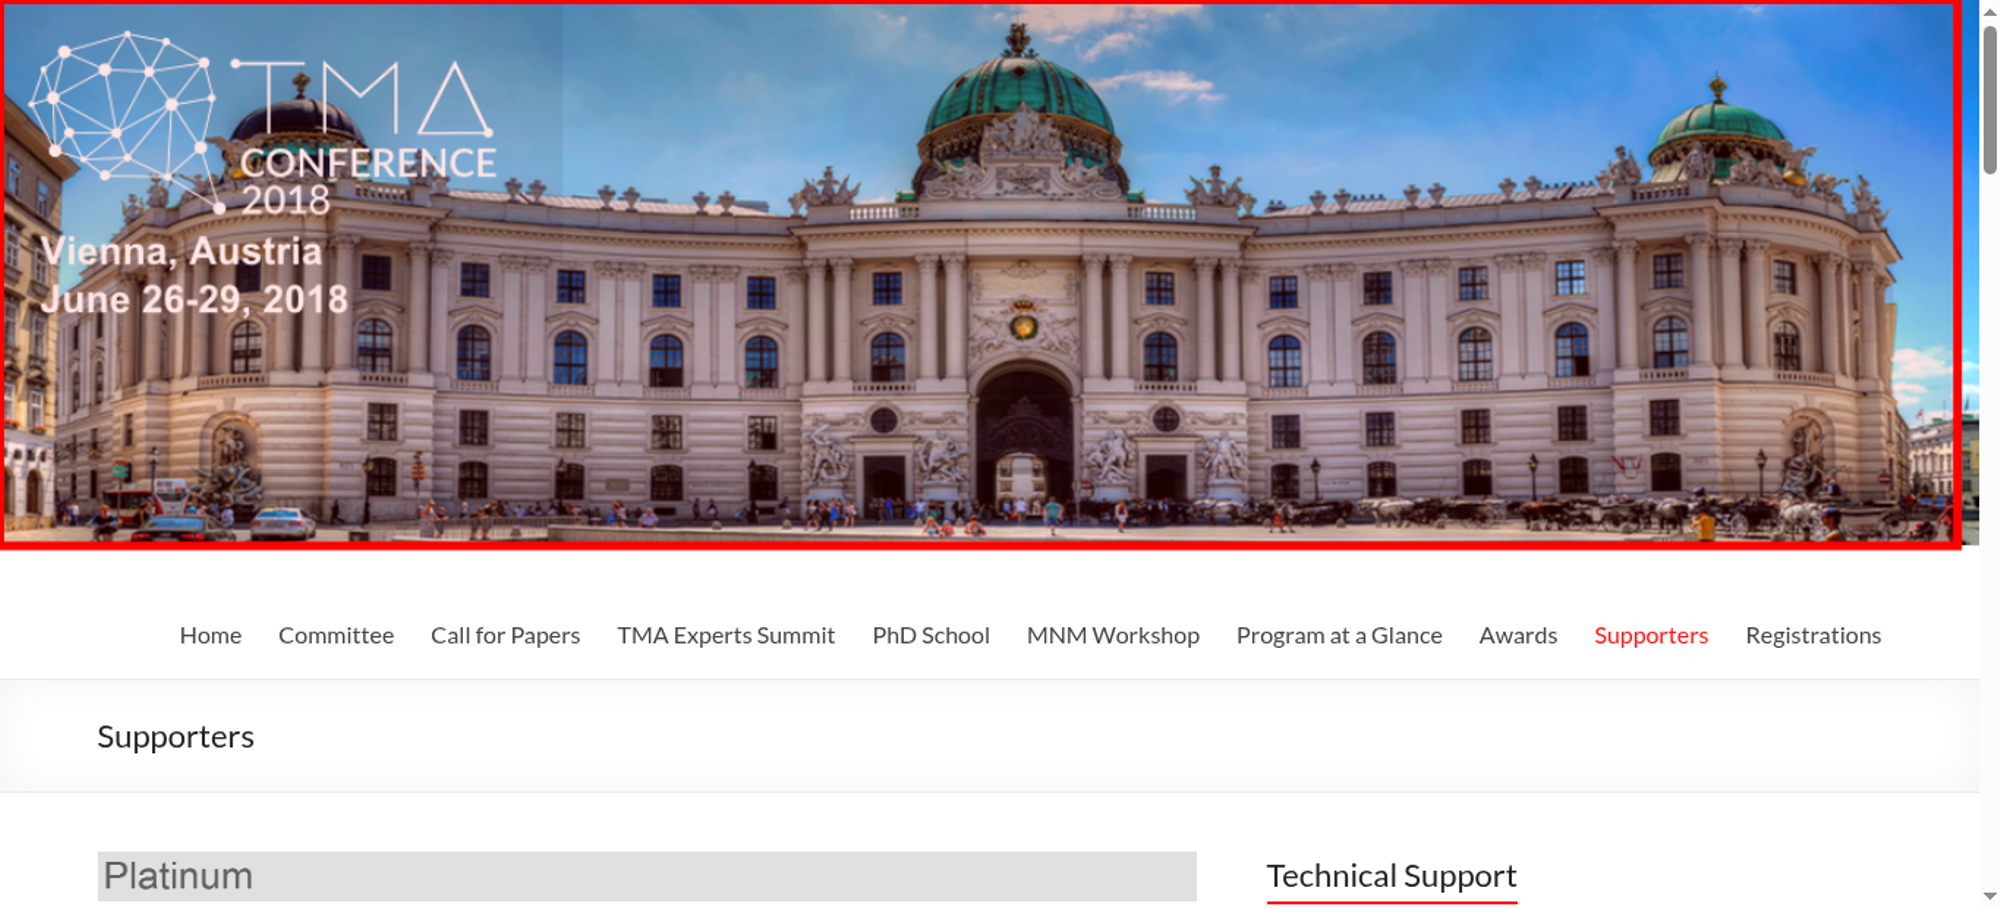 TMA
CONFERENCE
2018
Vienna, Austria
June 26-29, 2018
Home Committee Call for Papers TMA Experts Summit PhD School MNM Workshop Program at a Glance Awards Supporters Registrations
Supporters
Platinum
Technical Support